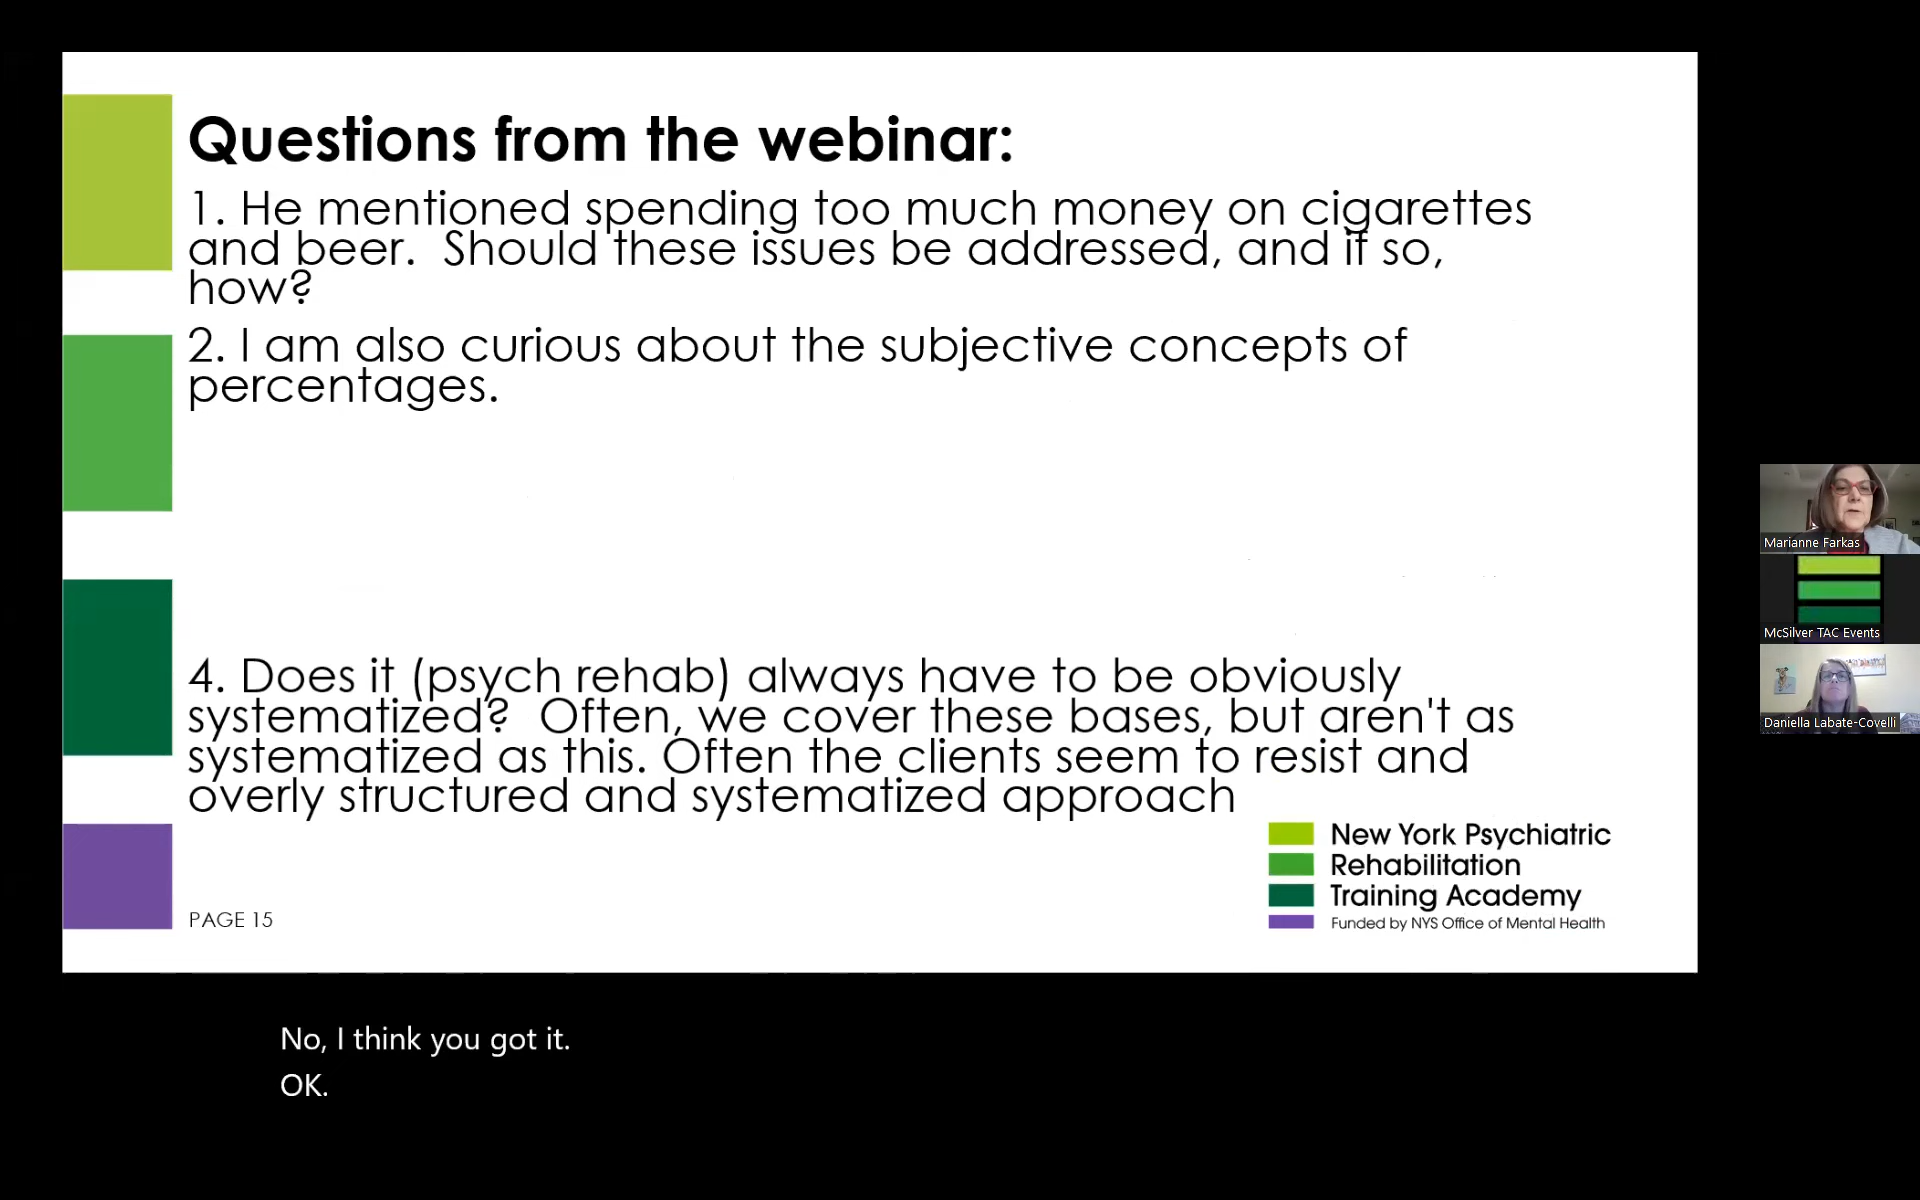 Questions from the webinar:
1. He mentioned spending too much money on cigarettes
and beer.  Should these issues be addressed, and if so,
how?
2. I am also curious about the subjective concepts of
percentages.
4. Does it (psych rehab) always have to be obviously
systematized?  Often, we cover these bases, but aren't as
systematized as this. Often the clients seem to resist and
overly structured and systematized approach
New York Psychiatric
Rehabilitation
Training Academy
Funded by NYS Office of Mental Health
PAGE 15
Marianne Farkas
McSilver TAC Events
Daniella Labate-Covelli
No, I think you got it.
OK.